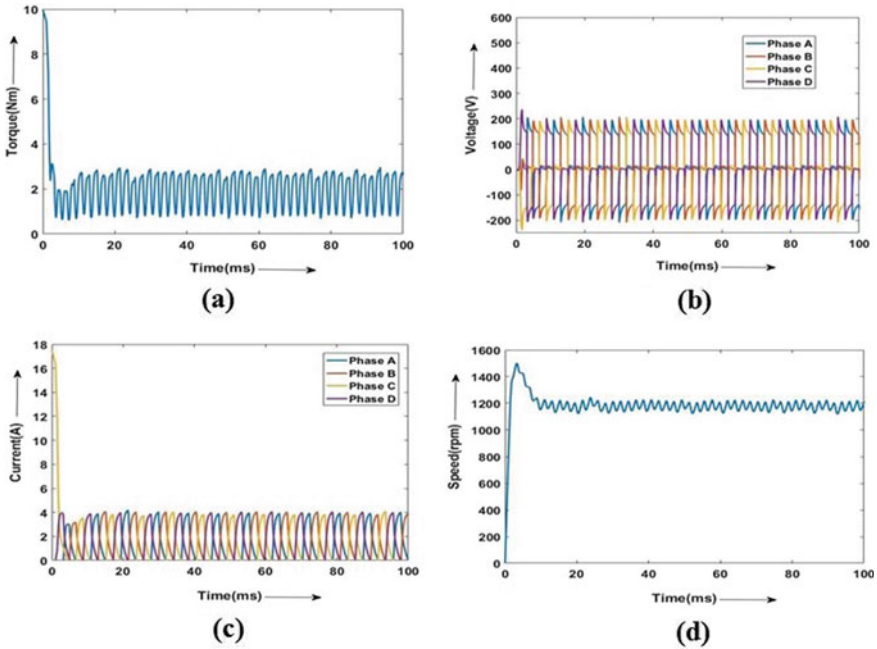 10
8
6
4
2
0
Torque(Nm)
0 20 40 60 80 100
Time(ms)
(a)
600
500
400
300
200
100
0
-100
-200
Voltage(V)
Phase A
Phase B
Phase C
Phase D
0 20 40 60 80 100
Time(ms)
(b)
18
16
14
12
10
8
6
4
2
0
Current(A)
Phase A
Phase B
Phase C
Phase D
0 20 40 60 80 100
Time(ms)
(c)
1600
1400
1200
1000
800
600
400
200
0
Speed(rpm)
0 20 40 60 80 100
Time(ms)
(d)